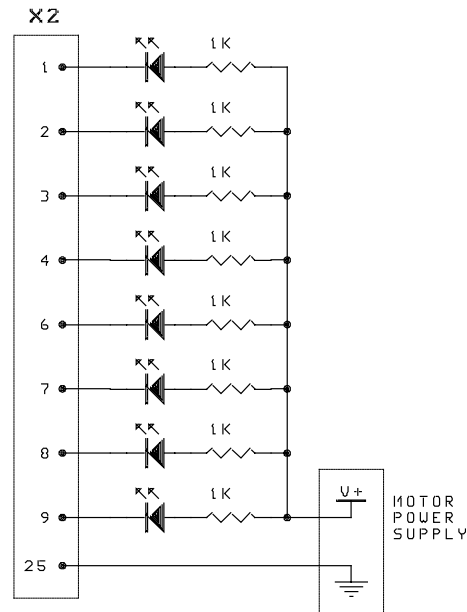 X2
1 1K
2 1K
3 1K
4 1K
6 1K
7 1K
8 1K
9 1K
V+
MOTOR
POWER
SUPPLY
25